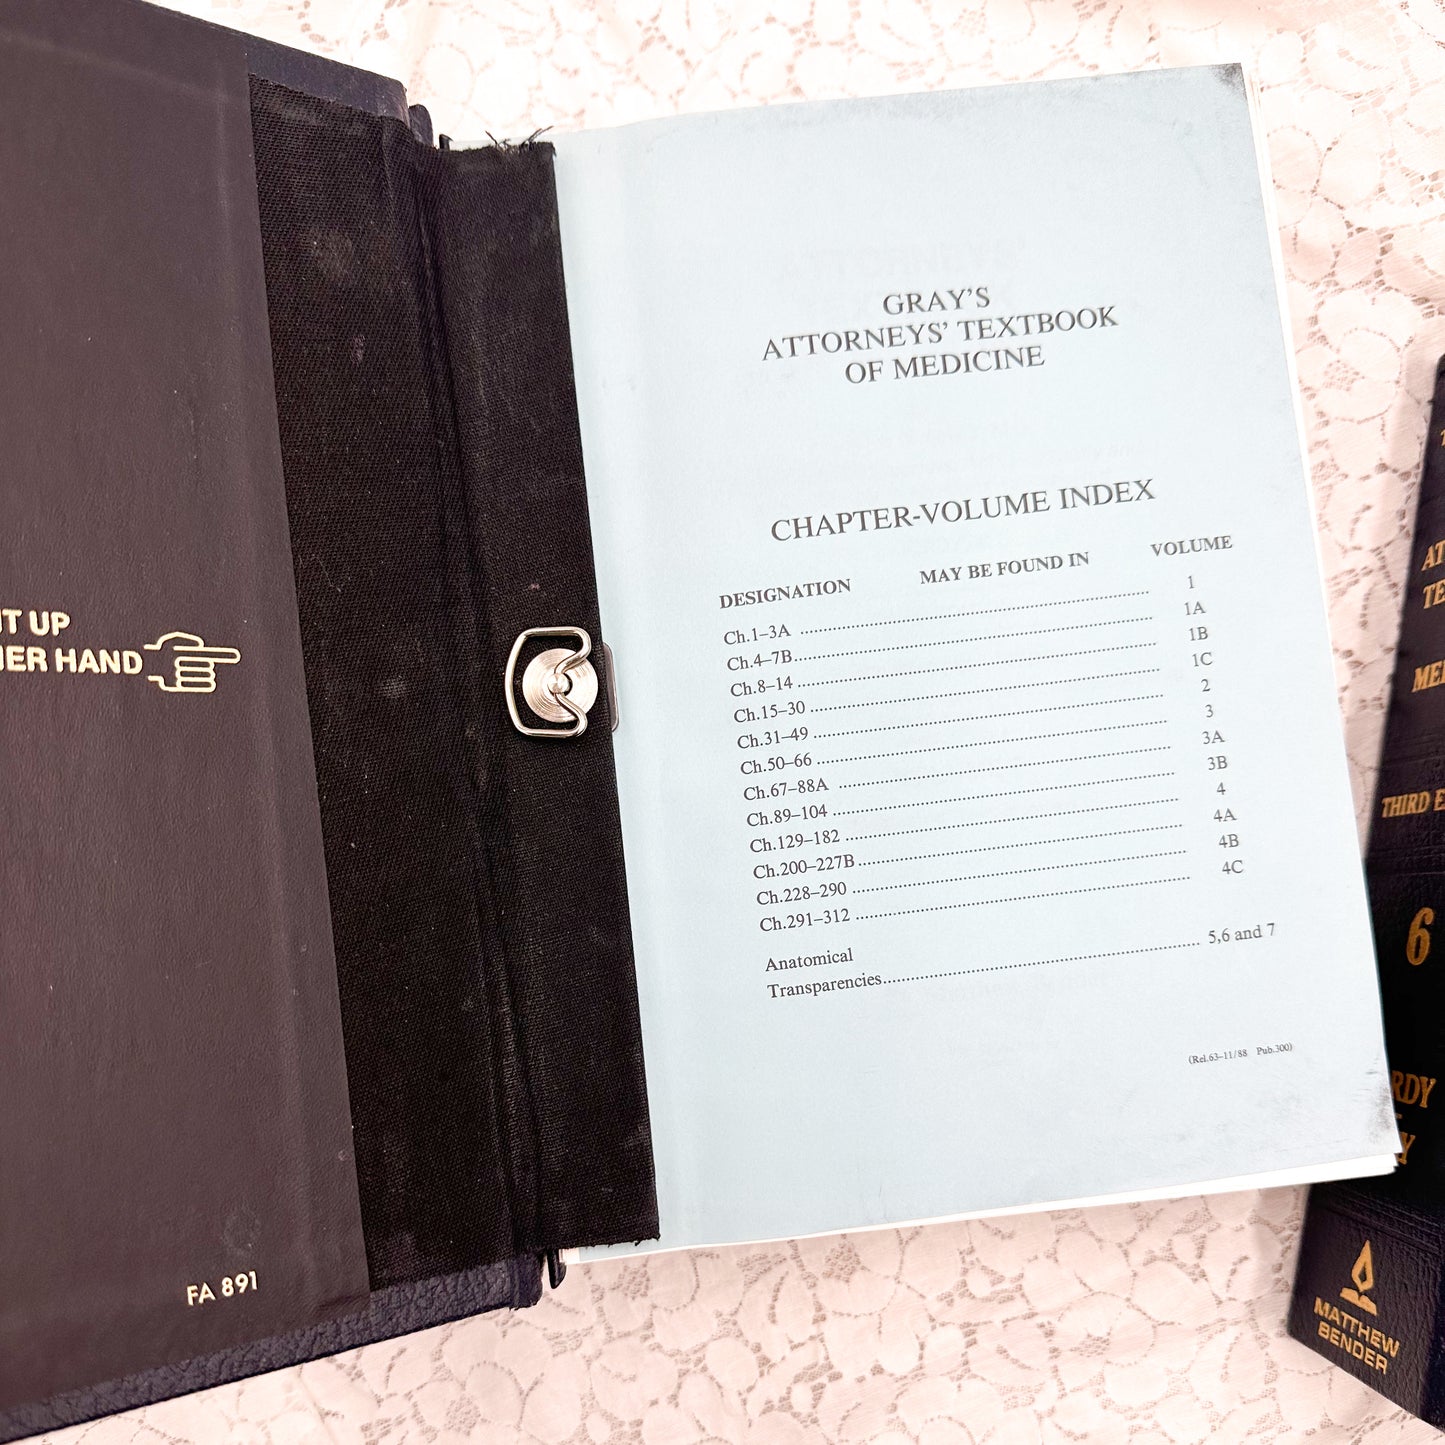 UP
HAND
FA 891
GRAY'S
ATTORNEYS' TEXTBOOK
OF MEDICINE
CHAPTER-VOLUME INDEX
DESIGNATION MAY BE FOUND IN VOLUME
Ch.1–3A ........ 1
Ch.4–7B ........ 1A
Ch.8–14 ........ 1B
Ch.15–30 ........ 1C
Ch.31–49 ........ 2
Ch.50–66 ........ 3
Ch.67–88A ........ 3A
Ch.89–104 ........ 3B
Ch.129–182 ........ 4
Ch.200–227B ........ 4A
Ch.228–290 ........ 4B
Ch.291–312 ........ 4C
Anatomical
Transparencies ........ 5,6 and 7
(Rel.63–11/88 Pub.300)
THIRD
6
MATTHEW
BENDER